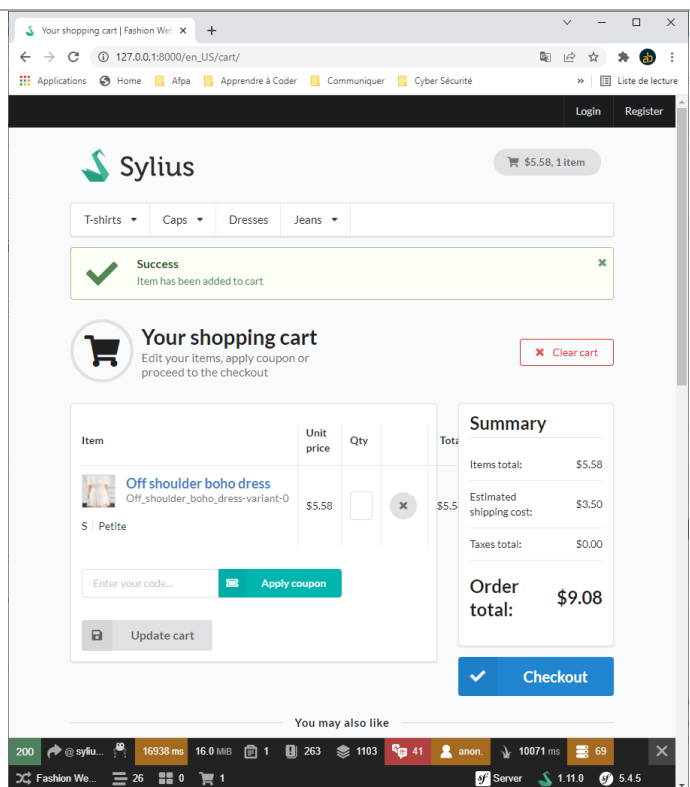 Your shopping cart | Fashion Web
127.0.0.1:8000/en_US/cart/
Applications Home Afpa Apprendre à Coder Communiquer Cyber Sécurité » Liste de lecture
Login Register
Sylius
$5.58, 1 item
T-shirts Caps Dresses Jeans
Success
Item has been added to cart
Your shopping cart
Edit your items, apply coupon or
proceed to the checkout
Clear cart
Item Unit price Qty Tota
Off shoulder boho dress
Off_shoulder_boho_dress-variant-0
$5.58 $5.5
S Petite
Enter your code... Apply coupon
Update cart
Summary
Items total: $5.58
Estimated
shipping cost: $3.50
Taxes total: $0.00
Order
total: $9.08
Checkout
You may also like
200 @ syliu... 16938 ms 16.0 MiB 1 263 1103 41 anon. 10071 ms 69
Fashion We... 26 0 1 Server 1.11.0 5.4.5